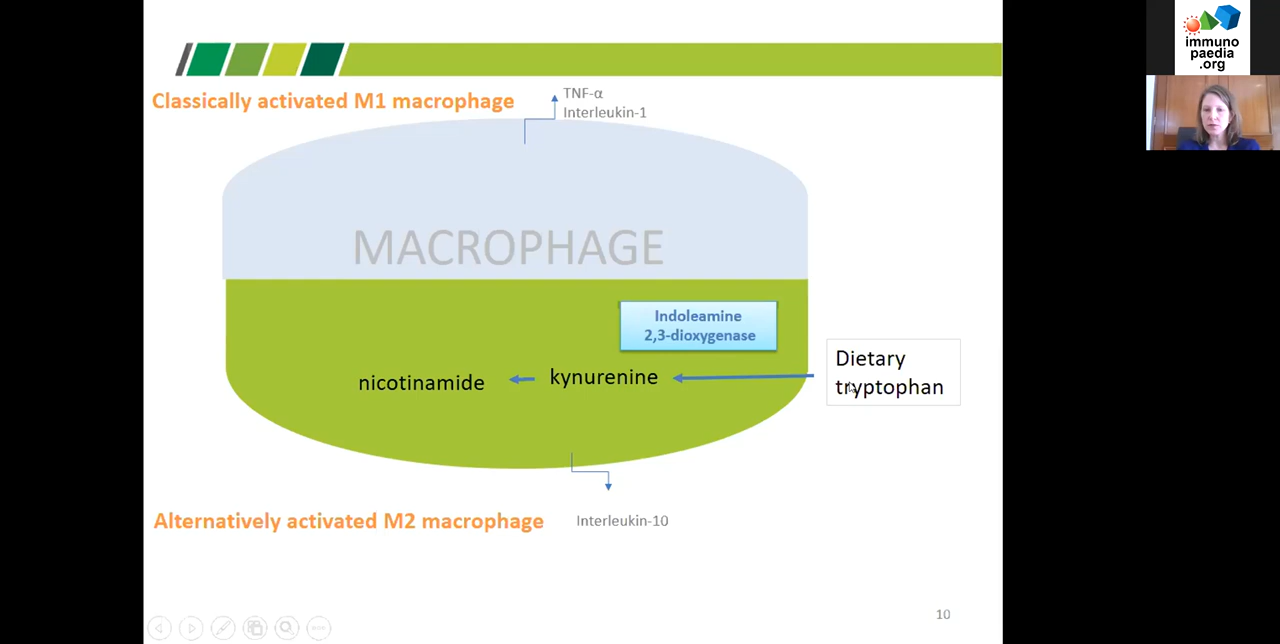 Classically activated M1 macrophage
TNF-α
Interleukin-1
MACROPHAGE
Indoleamine
2,3-dioxygenase
Dietary
tryptophan
kynurenine
nicotinamide
Alternatively activated M2 macrophage
Interleukin-10
10
immuno
paedia
.org